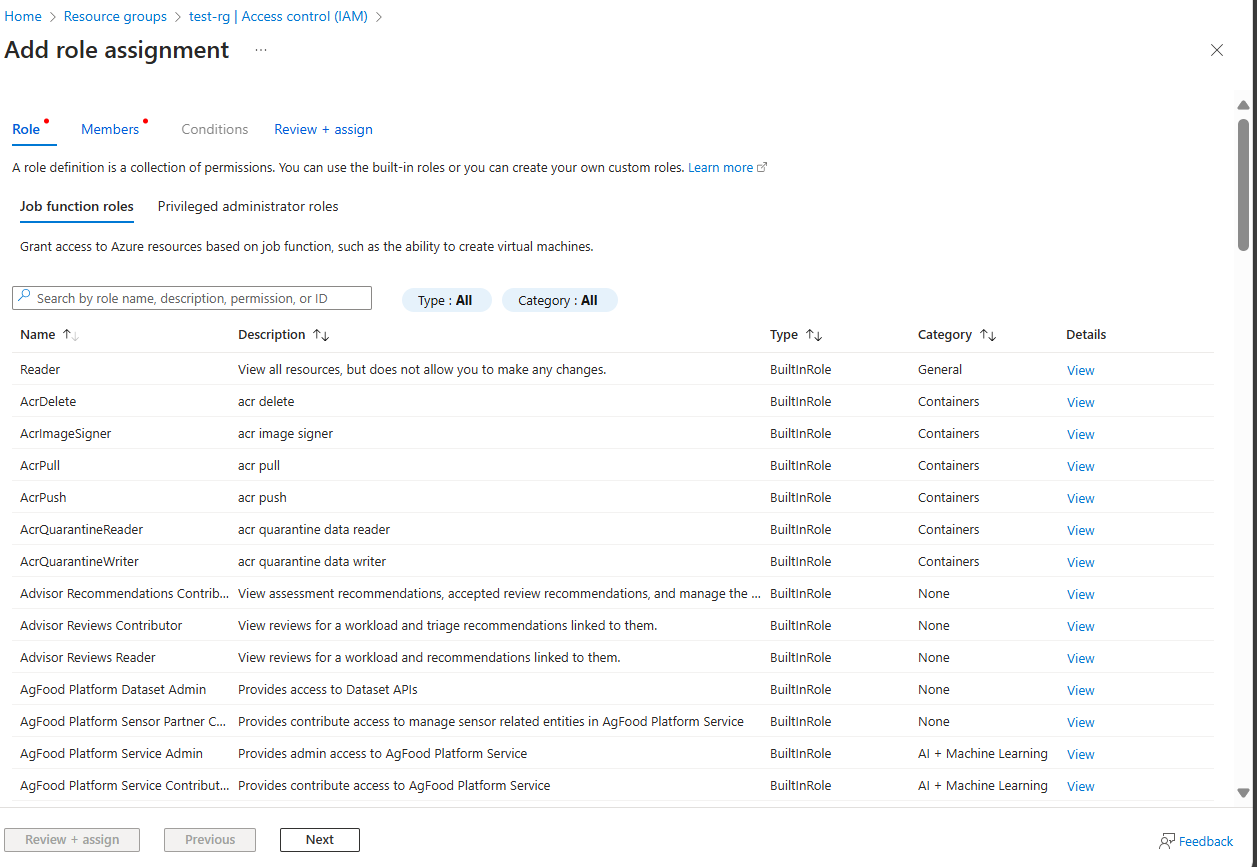 Home > Resource groups > test-rg | Access control (IAM) >
Add role assignment ...
Role Members Conditions Review + assign
A role definition is a collection of permissions. You can use the built-in roles or you can create your own custom roles. Learn more
Job function roles Privileged administrator roles
Grant access to Azure resources based on job function, such as the ability to create virtual machines.
Search by role name, description, permission, or ID Type : All Category : All
Name ↑↓ Description ↑↓ Type ↑↓ Category ↑↓ Details
Reader View all resources, but does not allow you to make any changes. BuiltInRole General View
AcrDelete acr delete BuiltInRole Containers View
AcrImageSigner acr image signer BuiltInRole Containers View
AcrPull acr pull BuiltInRole Containers View
AcrPush acr push BuiltInRole Containers View
AcrQuarantineReader acr quarantine data reader BuiltInRole Containers View
AcrQuarantineWriter acr quarantine data writer BuiltInRole Containers View
Advisor Recommendations Contrib... View assessment recommendations, accepted review recommendations, and manage the ... BuiltInRole None View
Advisor Reviews Contributor View reviews for a workload and triage recommendations linked to them. BuiltInRole None View
Advisor Reviews Reader View reviews for a workload and recommendations linked to them. BuiltInRole None View
AgFood Platform Dataset Admin Provides access to Dataset APIs BuiltInRole None View
AgFood Platform Sensor Partner C... Provides contribute access to manage sensor related entities in AgFood Platform Service BuiltInRole None View
AgFood Platform Service Admin Provides admin access to AgFood Platform Service BuiltInRole AI + Machine Learning View
AgFood Platform Service Contribut... Provides contribute access to AgFood Platform Service BuiltInRole AI + Machine Learning View
Review + assign Previous Next Feedback